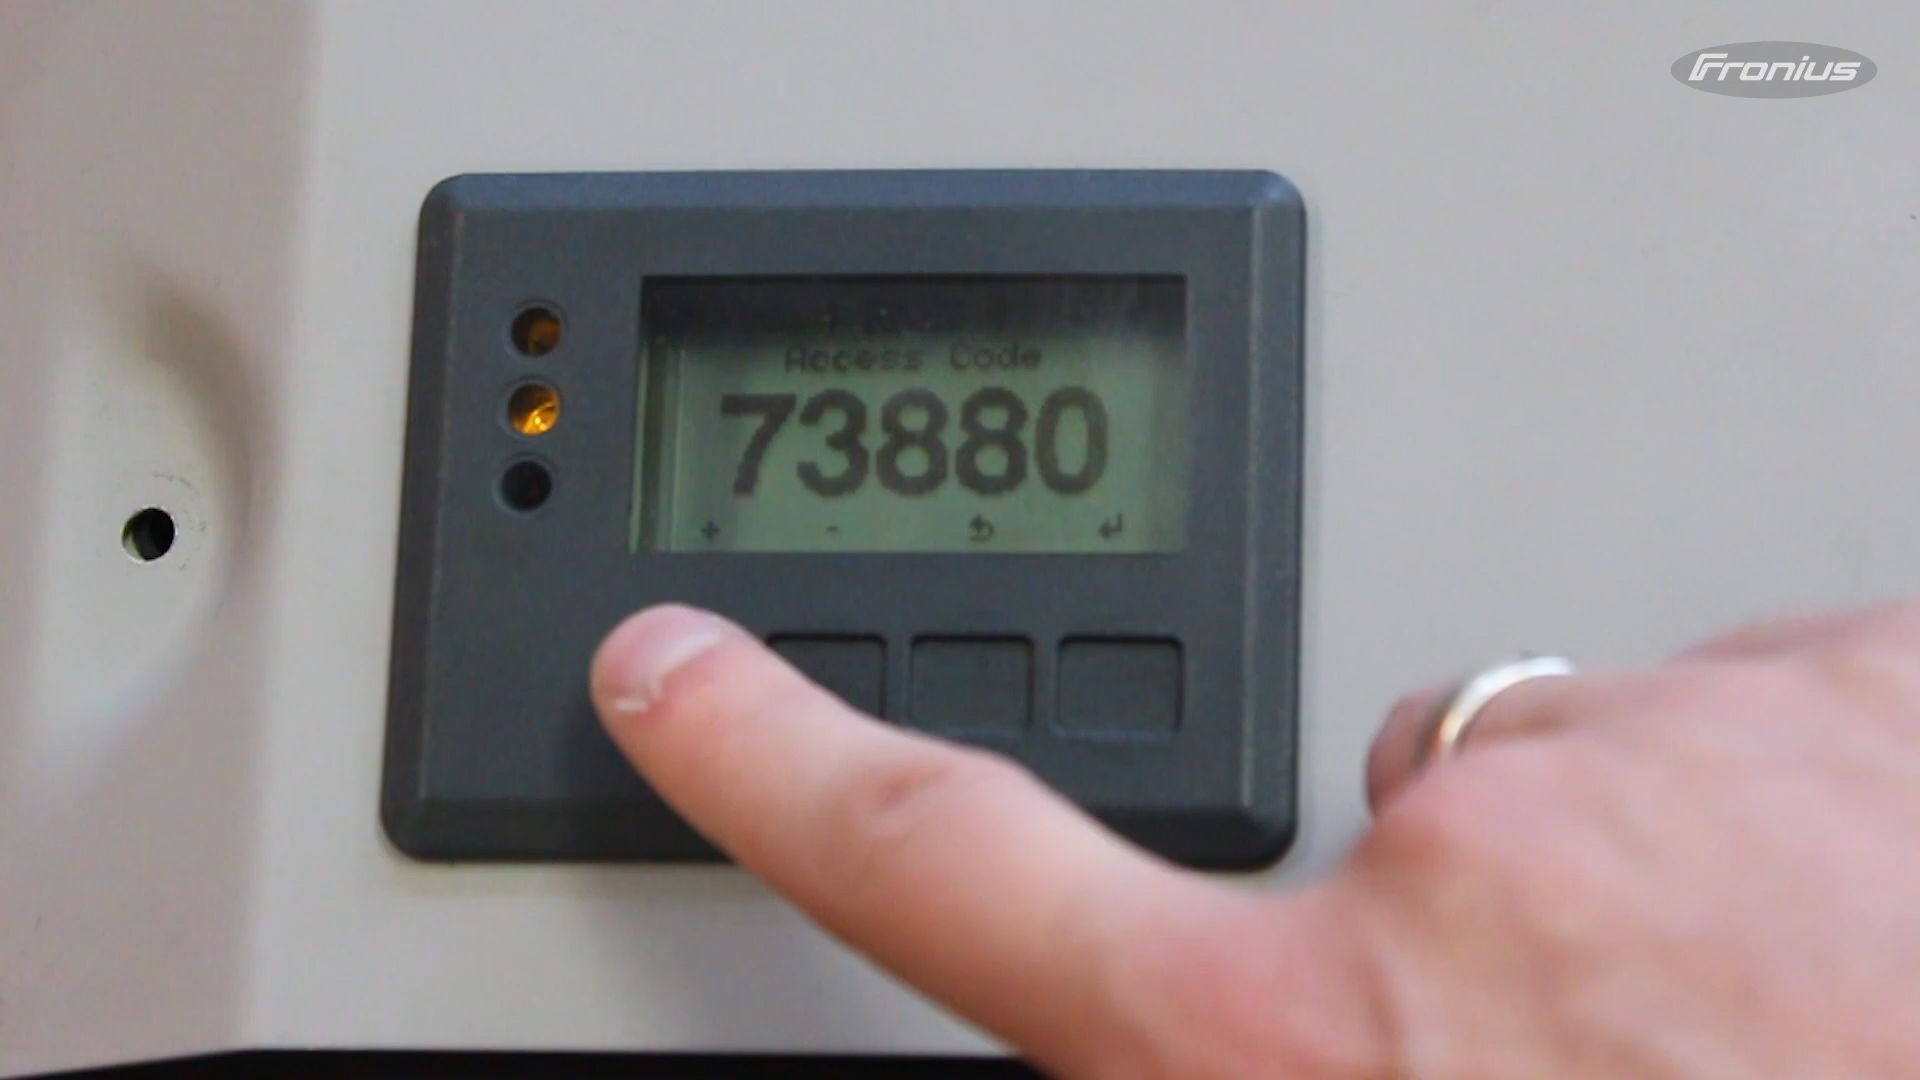 Fronius
Access Code
73880
+ - ⮌ ↵